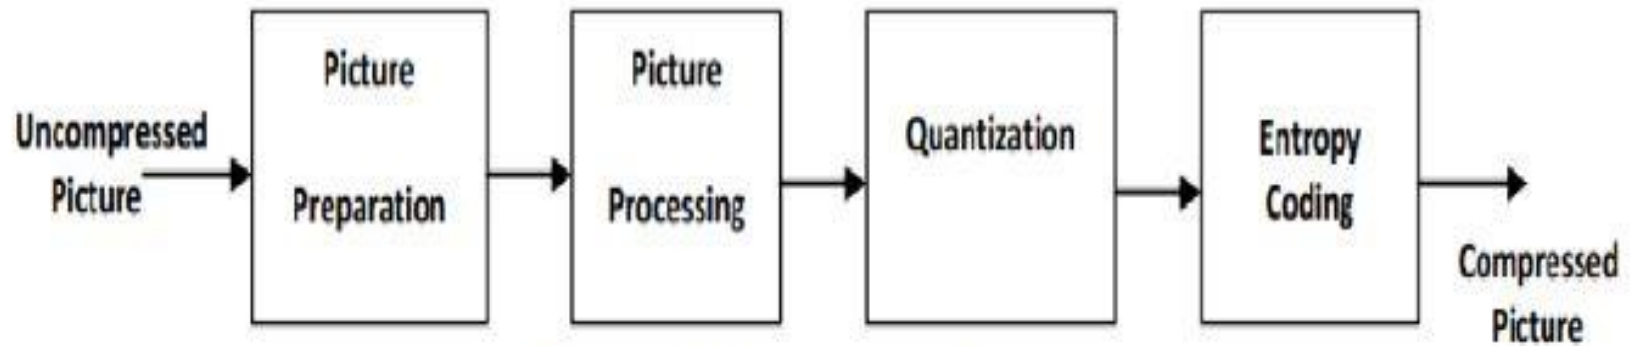 Uncompressed
Picture
Picture
Preparation
Picture
Processing
Quantization
Entropy
Coding
Compressed
Picture